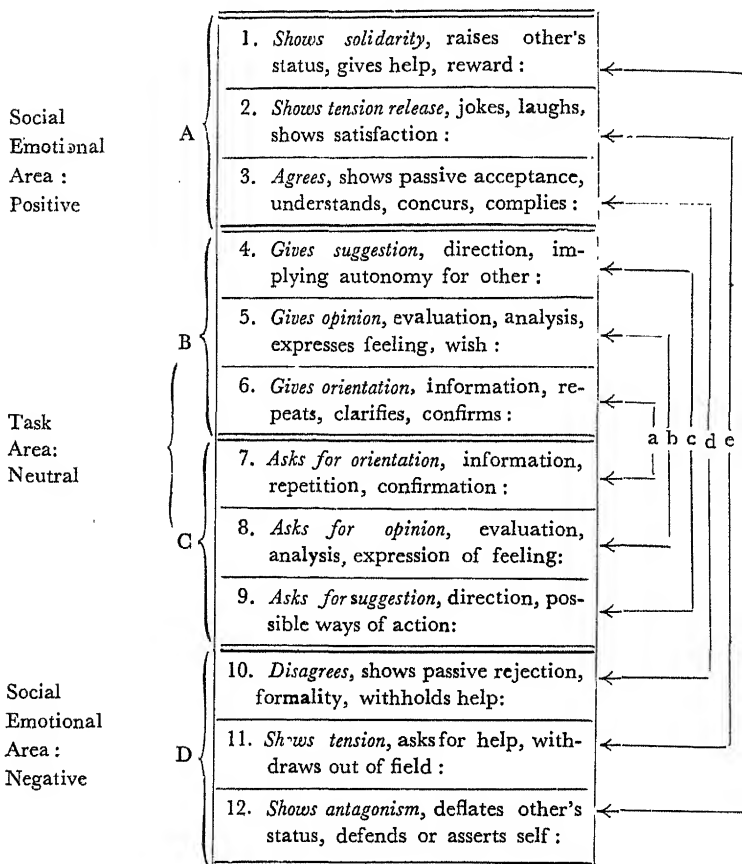 1. Shows solidarity, raises other's
status, gives help, reward :
Social
Emotional
Area :
Positive
A
2. Shows tension release, jokes, laughs,
shows satisfaction :
3. Agrees, shows passive acceptance,
understands, concurs, complies :
4. Gives suggestion, direction, im-
plying autonomy for other :
B
5. Gives opinion, evaluation, analysis,
expresses feeling, wish :
6. Gives orientation, information, re-
peats, clarifies, confirms :
Task
Area:
Neutral
a b c d e
7. Asks for orientation, information,
repetition, confirmation :
C
8. Asks for opinion, evaluation,
analysis, expression of feeling:
9. Asks for suggestion, direction, pos-
sible ways of action:
10. Disagrees, shows passive rejection,
formality, withholds help:
Social
Emotional
Area :
Negative
D
11. Shows tension, asks for help, with-
draws out of field :
12. Shows antagonism, deflates other's
status, defends or asserts self :